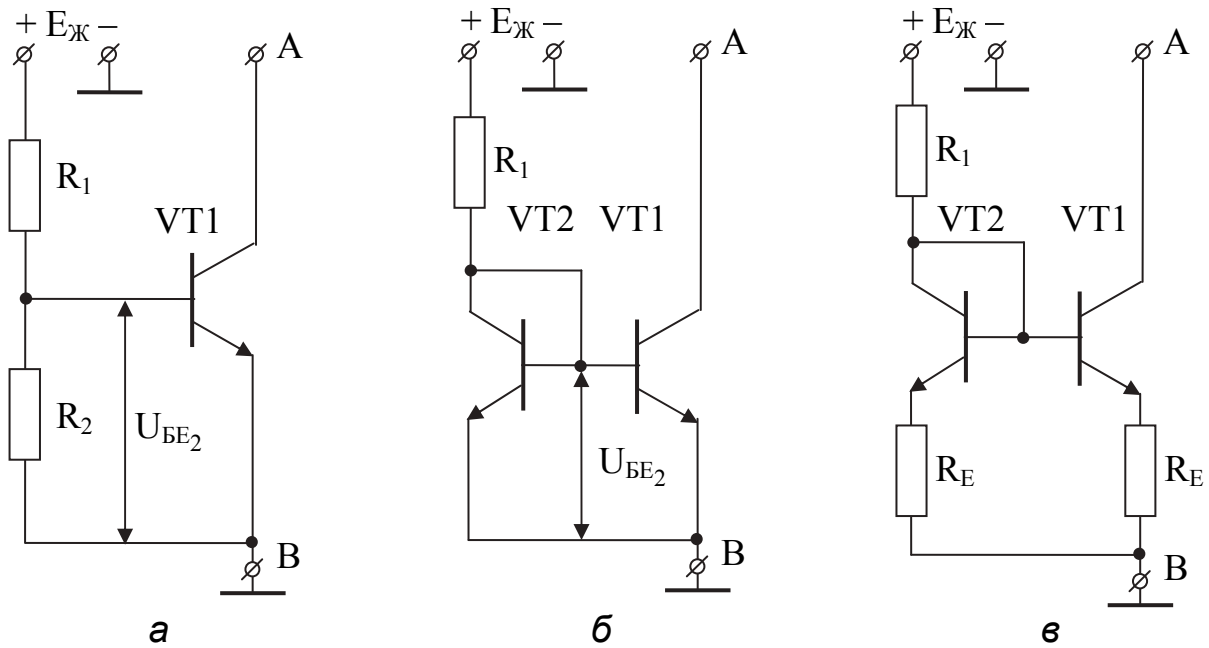 + Eж – A
R₁
VT1
R₂
UБЕ₂
B
а
+ Eж – A
R₁
VT2 VT1
UБЕ₂
B
б
+ Eж – A
R₁
VT2 VT1
RE RE
B
в